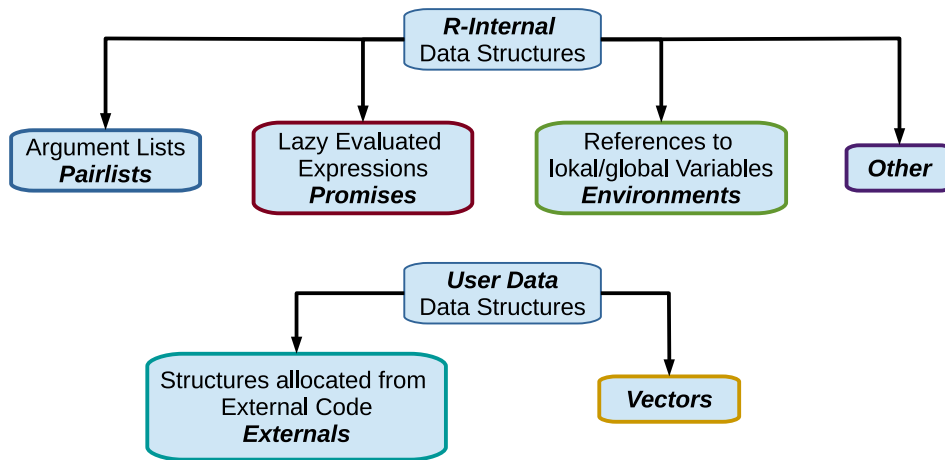 R-Internal
Data Structures
Argument Lists
Pairlists
Lazy Evaluated
Expressions
Promises
References to
lokal/global Variables
Environments
Other
User Data
Data Structures
Structures allocated from
External Code
Externals
Vectors